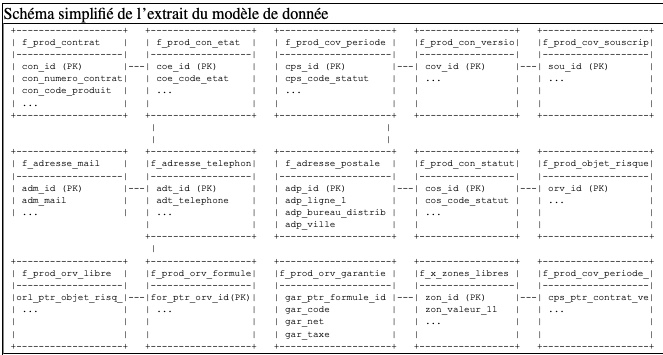 Schéma simplifié de l'extrait du modèle de donnée
+-------------------+ +------------------+ +--------------------+ +-----------------+ +--------------------+
| f_prod_contrat | | f_prod_con_etat | | f_prod_cov_periode | |f_prod_con_versio| |f_prod_cov_souscrip
|-------------------| |------------------| |--------------------| |-----------------| |--------------------|
| con_id (PK) |---| coe_id (PK) | | cps_id (PK) |---| cov_id (PK) |---| sou_id (PK) |
| con_numero_contrat| | coe_code_etat | | cps_code_statut | | ... | | ... |
| con_code_produit | | ... | | ... | | | | |
| ... | | | | | | | | |
+-------------------+ +------------------+ +--------------------+ +-----------------+ +--------------------+
| |
| |
+-------------------+ +------------------+ +--------------------+ +-----------------+ +--------------------+
| f_adresse_mail | |f_adresse_telephon| | f_adresse_postale | |f_prod_con_statut| |f_prod_objet_risque
|-------------------| |------------------| |--------------------| |-----------------| |--------------------|
| adm_id (PK) |---| adt_id (PK) | | adp_id (PK) |---| cos_id (PK) |---| orv_id (PK) |
| adm_mail | | adt_telephone | | adp_ligne_1 | | cos_code_statut | | ... |
| ... | | ... | | adp_bureau_distrib | | ... | | |
+-------------------+ | | | adp_ville | | | | |
+------------------+ +--------------------+ +-----------------+ +--------------------+
|
+-------------------+ +------------------+ +--------------------+ +-----------------+ +--------------------+
| f_prod_orv_libre | |f_prod_orv_formule| |f_prod_orv_garantie | | f_x_zones_libres | |f_prod_cov_periode_|
|-------------------| |------------------| |--------------------| |-----------------| |--------------------|
|orl_ptr_objet_risq_|---|for_ptr_orv_id(PK)| | gar_ptr_formule_id |---| zon_id (PK) |---| cps_ptr_contrat_ve|
| ... | | ... | | gar_code | | zon_valeur_ll | | ... |
| | | | | gar_net | | ... | | |
| | | | | gar_taxe | | | | |
+-------------------+ +------------------+ +--------------------+ +-----------------+ +--------------------+